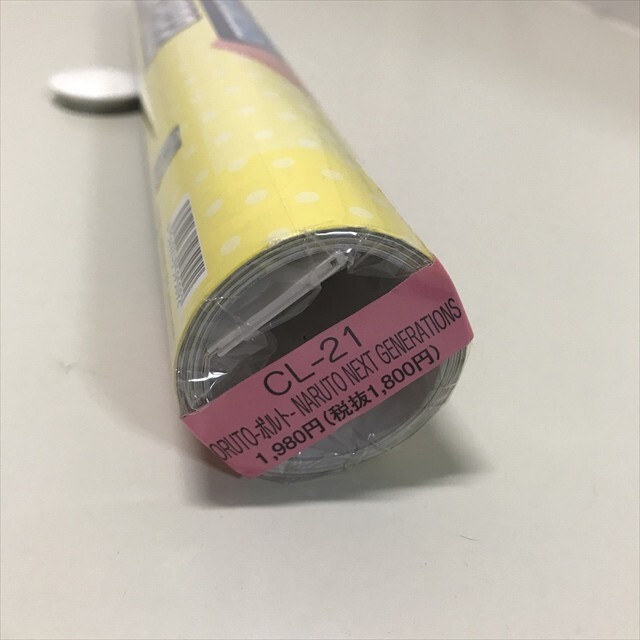 CL-21
ORUTO-ボルト- NARUTO NEXT GENERATIONS
1,980円(税抜1,800円)